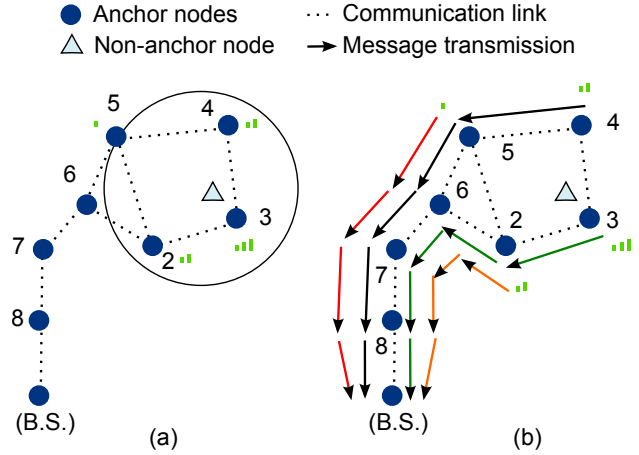 Anchor nodes
Communication link
Non-anchor node
Message transmission
5
4
6
3
2
7
8
(B.S.)
(a)
4
5
6
3
2
7
8
(B.S.)
(b)